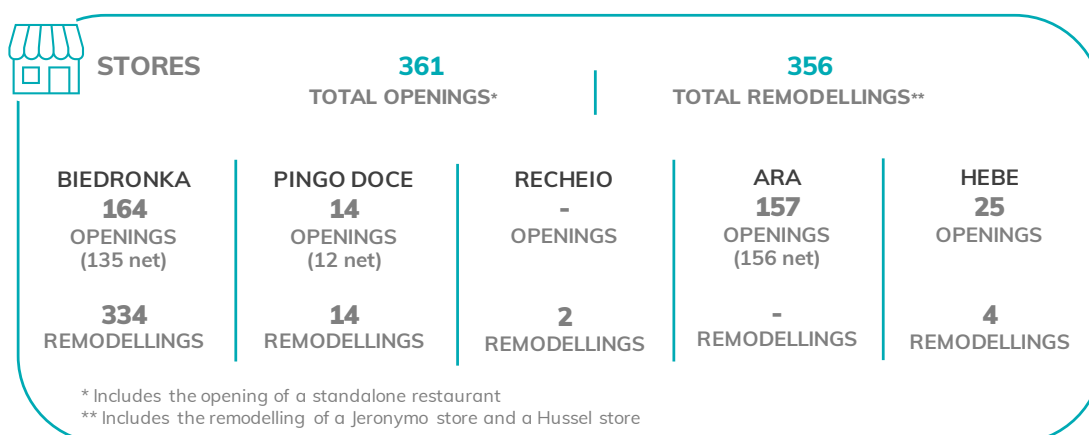 STORES
361
TOTAL OPENINGS*
356
TOTAL REMODELLINGS**
BIEDRONKA
164
OPENINGS
(135 net)
334
REMODELLINGS
PINGO DOCE
14
OPENINGS
(12 net)
14
REMODELLINGS
RECHEIO
-
OPENINGS
2
REMODELLINGS
ARA
157
OPENINGS
(156 net)
-
REMODELLINGS
HEBE
25
OPENINGS
4
REMODELLINGS
* Includes the opening of a standalone restaurant
** Includes the remodelling of a Jeronymo store and a Hussel store